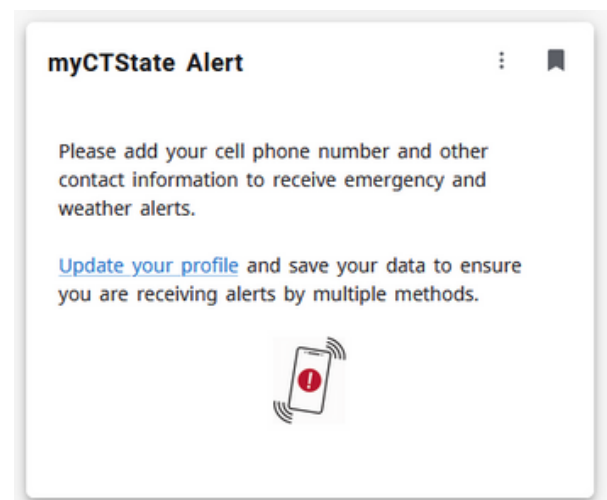 myCTState Alert
Please add your cell phone number and other
contact information to receive emergency and
weather alerts.
Update your profile and save your data to ensure
you are receiving alerts by multiple methods.
!